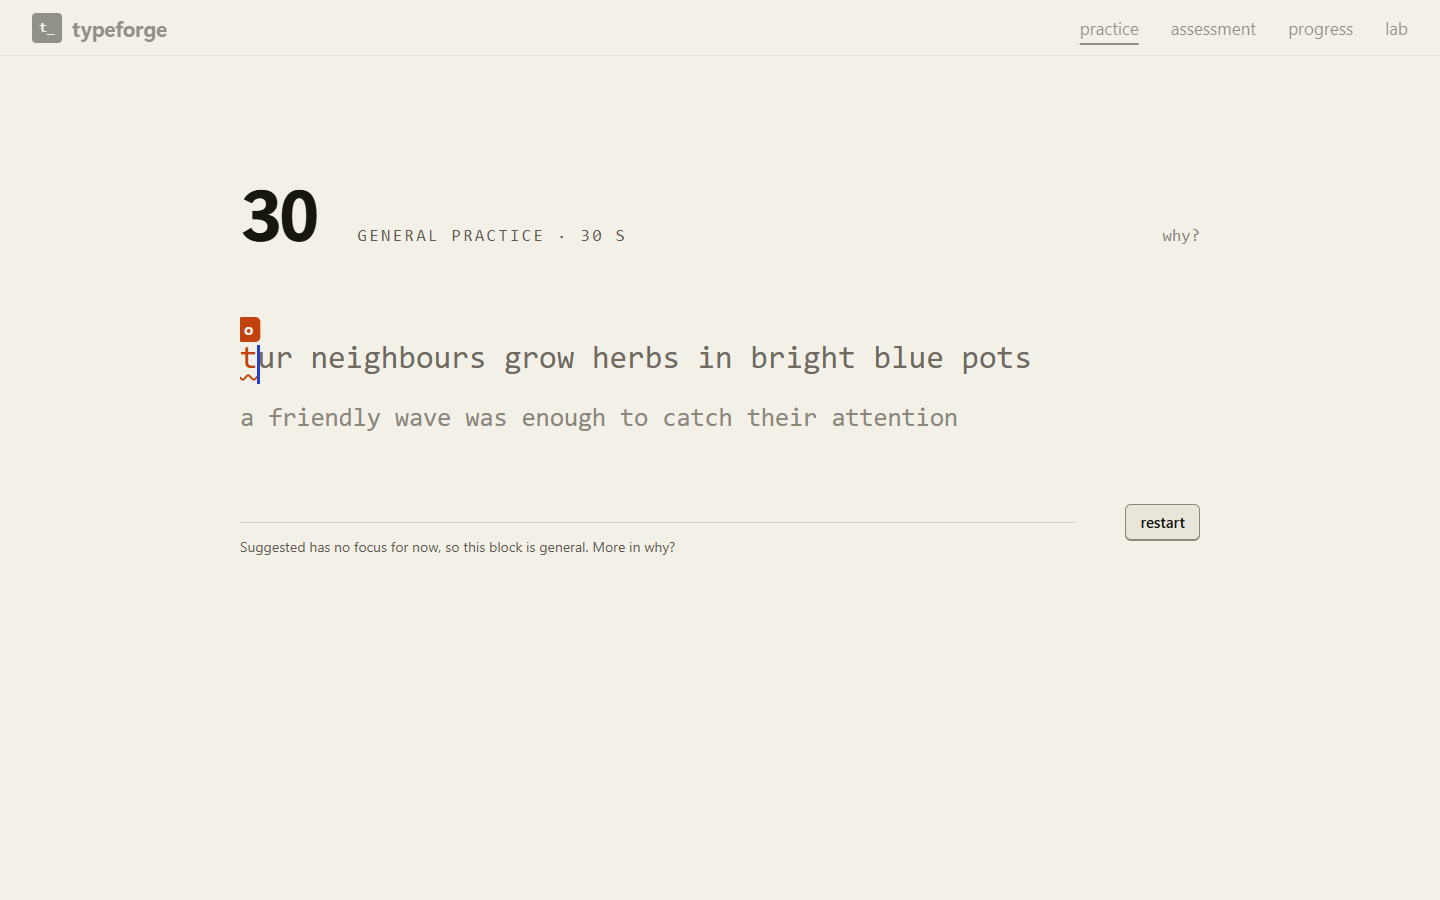 t_ typeforge
practice assessment progress lab
30 GENERAL PRACTICE · 30 S why?
o
tur neighbours grow herbs in bright blue pots
a friendly wave was enough to catch their attention
restart
Suggested has no focus for now, so this block is general. More in why?